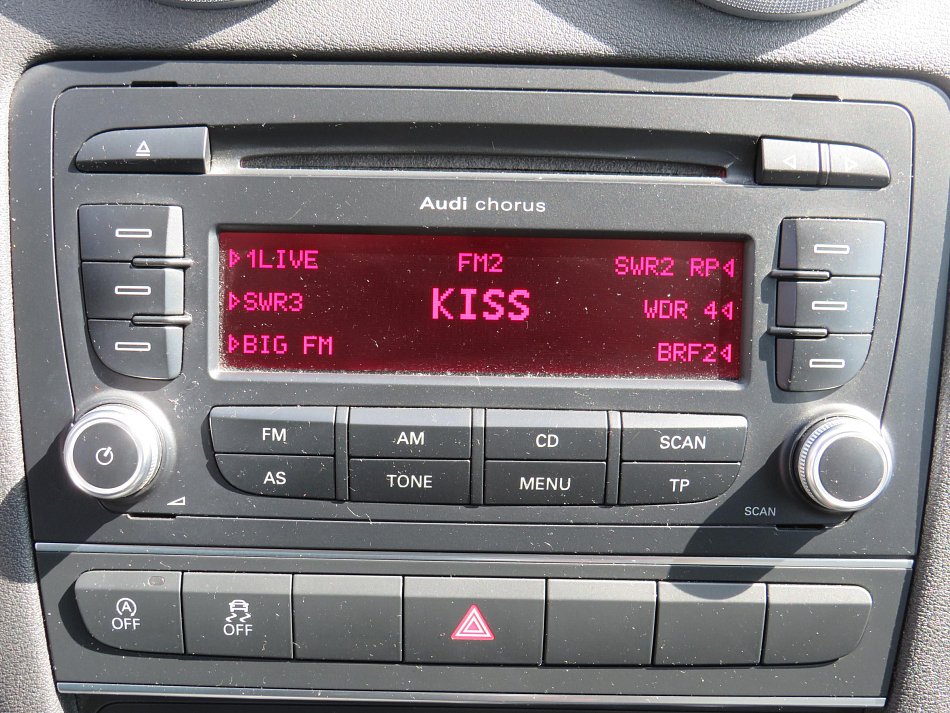 Audi chorus
1LIVE FM2 SWR2 RP
SWR3 KISS WDR 4
BIG FM BRF2
FM AM CD SCAN
AS TONE MENU TP
SCAN
A
OFF OFF